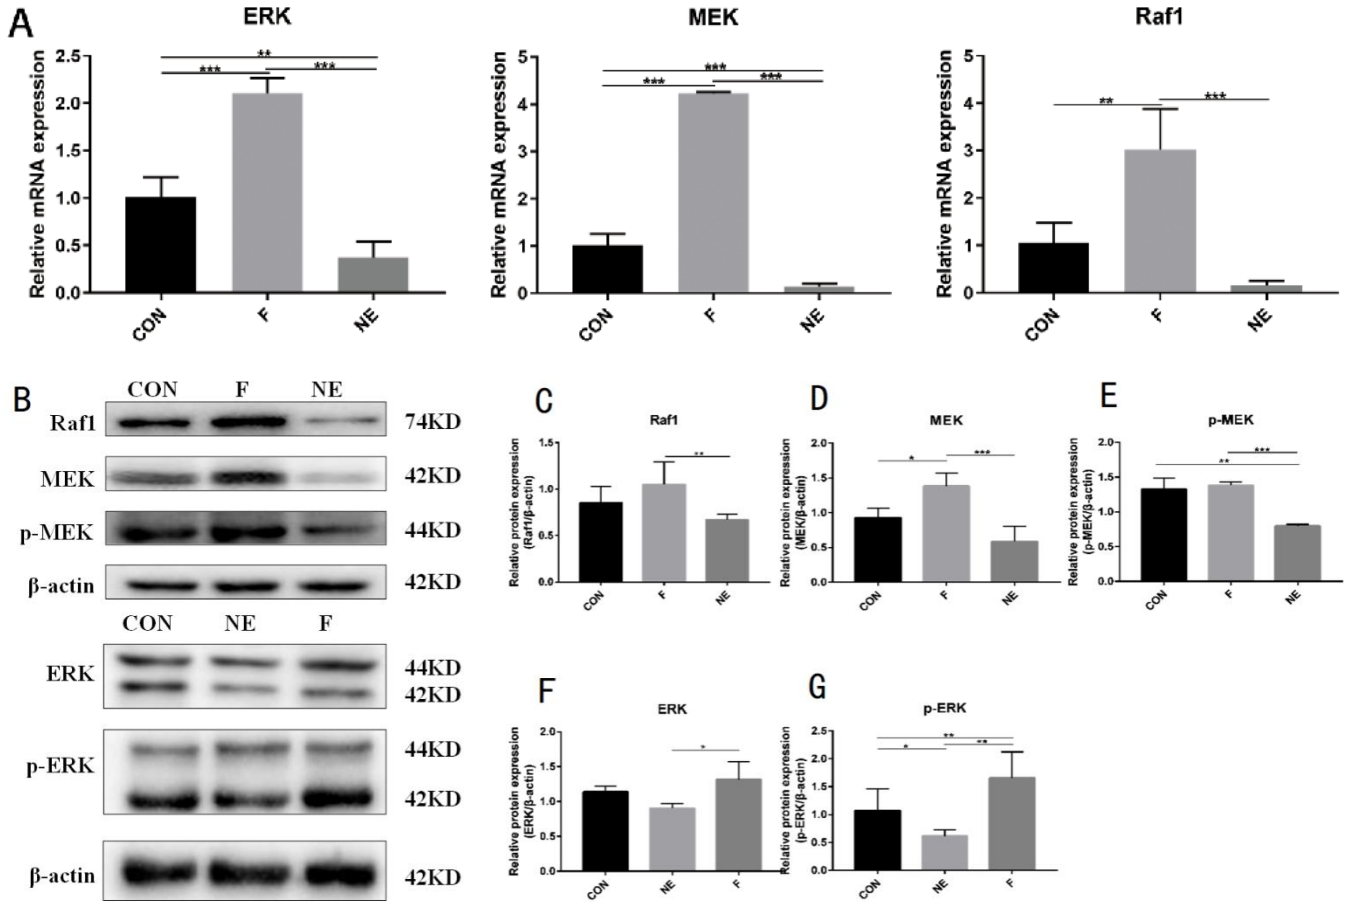 A
ERK
Relative mRNA expression
2.5
2.0
1.5
1.0
0.5
0.0
**
***
***
CON
F
NE
MEK
Relative mRNA expression
5
4
3
2
1
0
***
***
***
CON
F
NE
Raf1
Relative mRNA expression
5
4
3
2
1
0
**
***
CON
F
NE
B
CON F NE
Raf1 74KD
MEK 42KD
p-MEK 44KD
β-actin 42KD
CON NE F
ERK 44KD
42KD
p-ERK 44KD
42KD
β-actin 42KD
C
Raf1
Relative protein expression
(Raf1/β-actin)
1.5
1.0
0.5
0.0
**
CON
F
NE
D
MEK
Relative protein expression
(MEK/β-actin)
2.0
1.5
1.0
0.5
0.0
*
***
CON
F
NE
E
p-MEK
Relative protein expression
(p-MEK/β-actin)
2.0
1.5
1.0
0.5
0.0
***
**
CON
F
NE
F
ERK
Relative protein expression
(ERK/β-actin)
2.0
1.5
1.0
0.5
0.0
*
CON
NE
F
G
p-ERK
Relative protein expression
(p-ERK/β-actin)
2.5
2.0
1.5
1.0
0.5
0.0
**
*
**
CON
NE
F